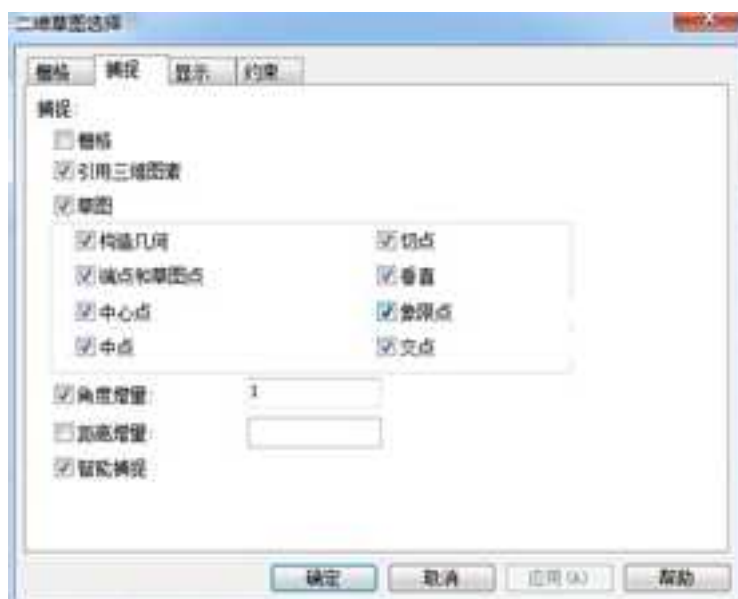 二维草图选择
栅格 捕捉 显示 约束
捕捉
栅格
引用三维图素
草图
构造几何 切点
端点和草图点 垂直
中心点 象限点
中点 交点
角度增量: 1
距离增量:
智能捕捉
确定 取消 应用(A) 帮助